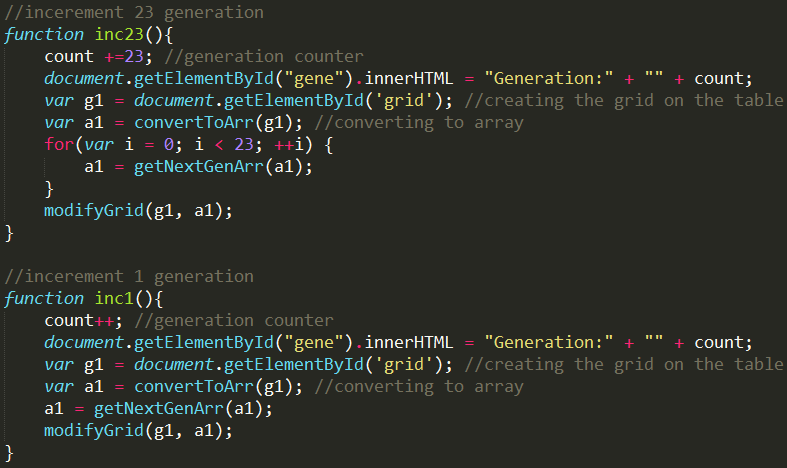 //incerement 23 generation
function inc23(){
    count +=23; //generation counter
    document.getElementById("gene").innerHTML = "Generation:" + "" + count;
    var g1 = document.getElementById('grid'); //creating the grid on the table
    var a1 = convertToArr(g1); //converting to array
    for(var i = 0; i < 23; ++i) {
        a1 = getNextGenArr(a1);
    }
    modifyGrid(g1, a1);
}

//incerement 1 generation
function inc1(){
    count++; //generation counter
    document.getElementById("gene").innerHTML = "Generation:" + "" + count;
    var g1 = document.getElementById('grid'); //creating the grid on the table
    var a1 = convertToArr(g1); //converting to array
    a1 = getNextGenArr(a1);
    modifyGrid(g1, a1);
}